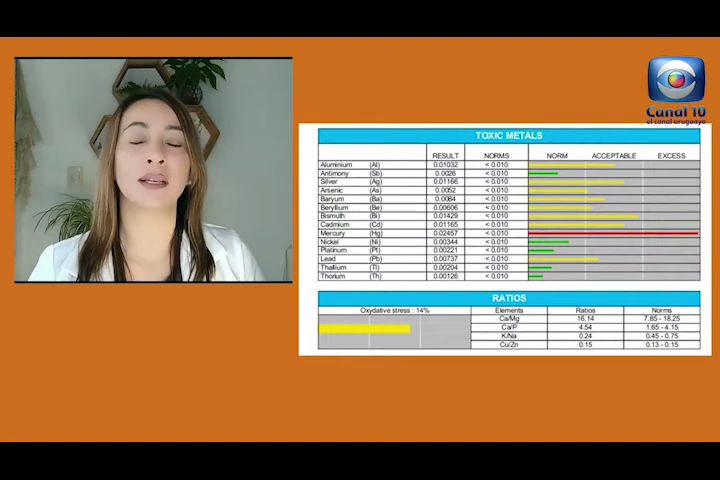 Canal 10
el canal uruguayo
TOXIC METALS
RESULT NORMS NORM ACCEPTABLE EXCESS
Aluminium (Al) 0.01032 < 0.010
Antimony (Sb) 0.0026 < 0.010
Silver (Ag) 0.01166 < 0.010
Arsenic (As) 0.0052 < 0.010
Baryum (Ba) 0.0084 < 0.010
Beryllium (Be) 0.00606 < 0.010
Bismuth (Bi) 0.01429 < 0.010
Cadmium (Cd) 0.01165 < 0.010
Mercury (Hg) 0.02457 < 0.010
Nickel (Ni) 0.00344 < 0.010
Platinum (Pt) 0.00221 < 0.010
Lead (Pb) 0.00737 < 0.010
Thallium (Tl) 0.00204 < 0.010
Thorium (Th) 0.00126 < 0.010
RATIOS
Oxydative stress : 14% Elements Ratios Norms
Ca/Mg 16.14 7.85 - 18.25
Ca/P 4.54 1.65 - 4.15
K/Na 0.24 0.45 - 0.75
Cu/Zn 0.15 0.13 - 0.15